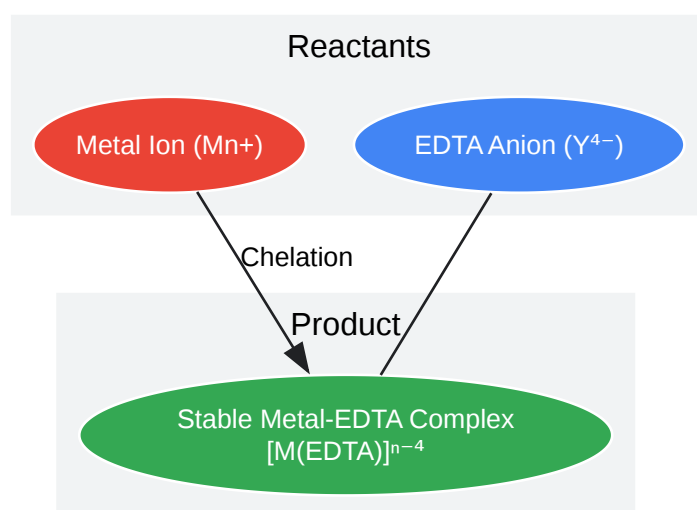 Reactants
Metal Ion (Mn+)
EDTA Anion (Y⁴⁻)
Chelation
Product
Stable Metal-EDTA Complex
[M(EDTA)]ⁿ⁻⁴